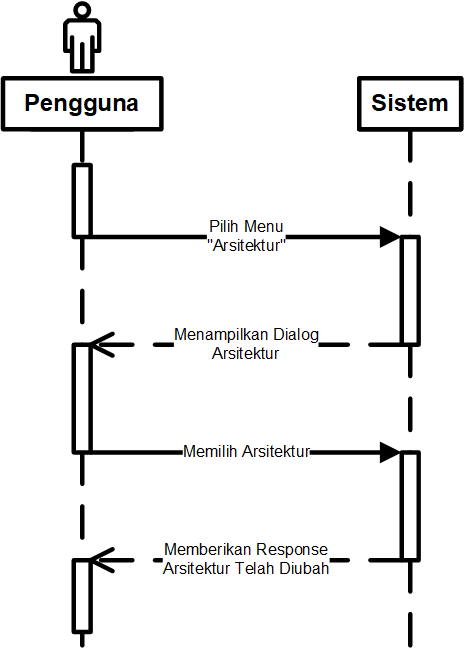 Pengguna
Sistem
Pilih Menu
"Arsitektur"
Menampilkan Dialog
Arsitektur
Memilih Arsitektur
Memberikan Response
Arsitektur Telah Diubah